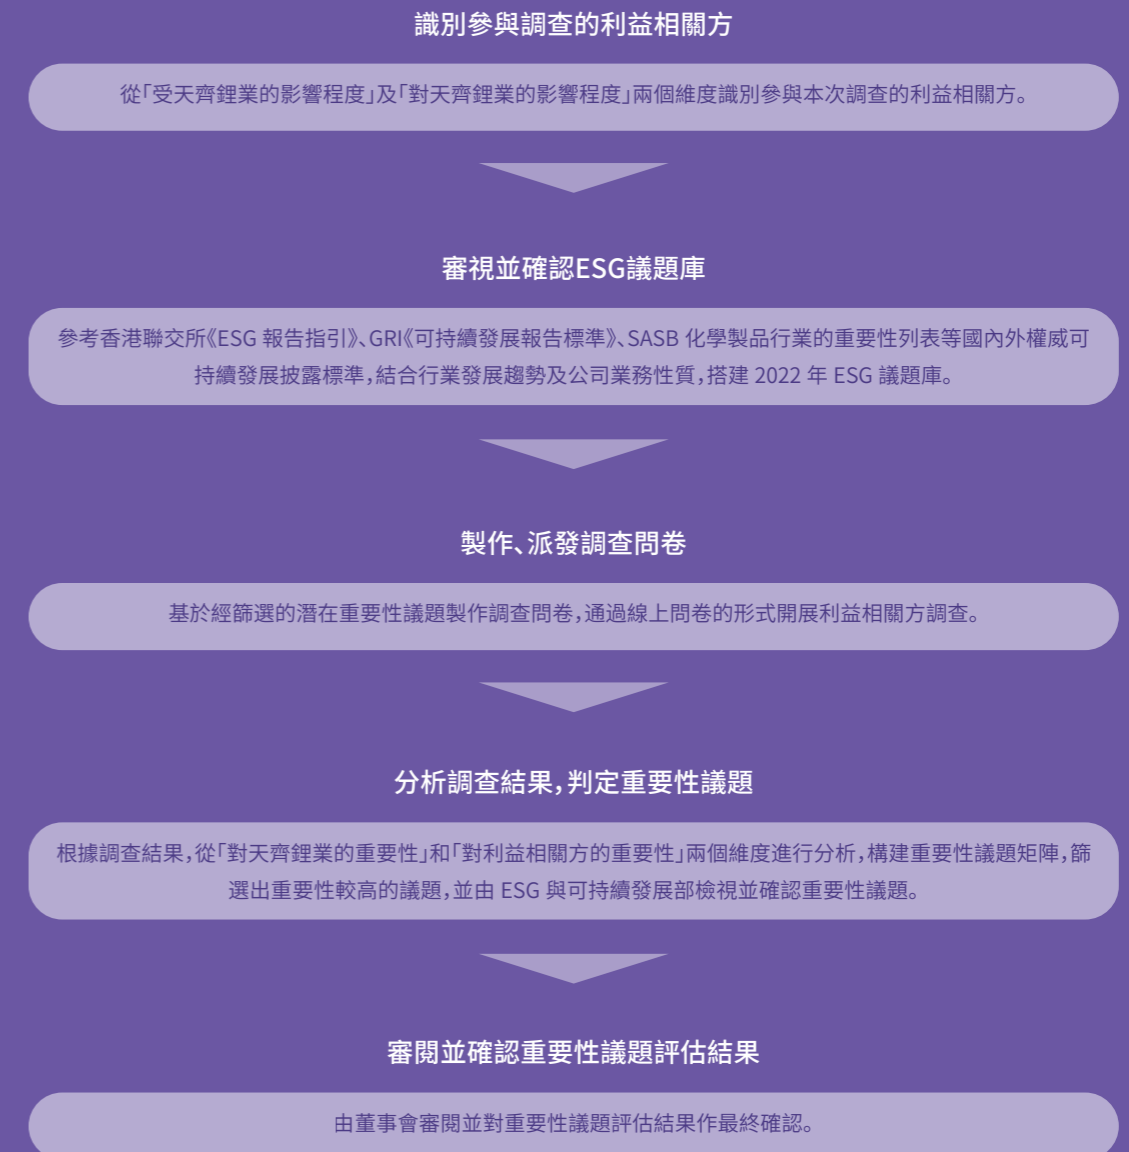 識別參與調查的利益相關方
從「受天齊鋰業的影響程度」及「對天齊鋰業的影響程度」兩個維度識別參與本次調查的利益相關方。
審視並確認ESG議題庫
參考香港聯交所《ESG 報告指引》、GRI《可持續發展報告標準》、SASB 化學製品行業的重要性列表等國內外權威可
持續發展披露標準，結合行業發展趨勢及公司業務性質，搭建 2022 年 ESG 議題庫。
製作、派發調查問卷
基於經篩選的潛在重要性議題製作調查問卷，通過線上問卷的形式開展利益相關方調查。
分析調查結果，判定重要性議題
根據調查結果，從「對天齊鋰業的重要性」和「對利益相關方的重要性」兩個維度進行分析，構建重要性議題矩陣，篩
選出重要性較高的議題，並由 ESG 與可持續發展部檢視並確認重要性議題。
審閱並確認重要性議題評估結果
由董事會審閱並對重要性議題評估結果作最終確認。